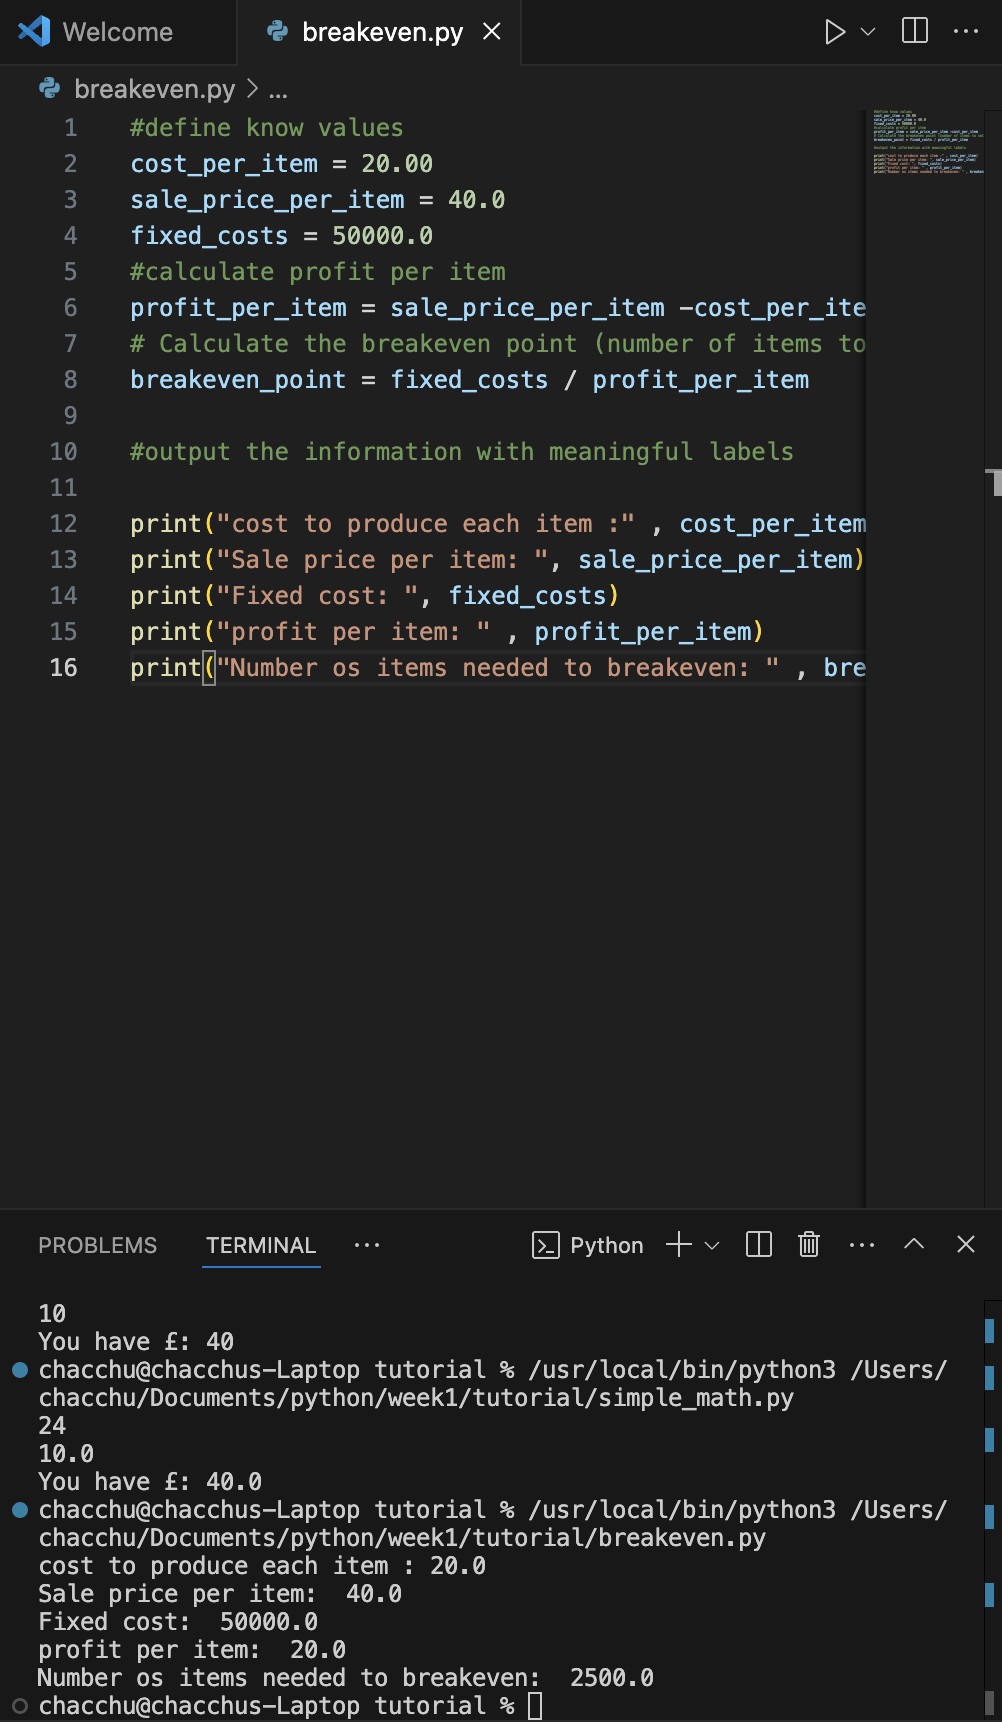 Welcome
breakeven.py
breakeven.py > ...
1 #define know values
2 cost_per_item = 20.00
3 sale_price_per_item = 40.0
4 fixed_costs = 50000.0
5 #calculate profit per item
6 profit_per_item = sale_price_per_item -cost_per_ite
7 # Calculate the breakeven point (number of items to
8 breakeven_point = fixed_costs / profit_per_item
9
10 #output the information with meaningful labels
11
12 print("cost to produce each item :" , cost_per_item
13 print("Sale price per item: ", sale_price_per_item)
14 print("Fixed cost: ", fixed_costs)
15 print("profit per item: " , profit_per_item)
16 print("Number os items needed to breakeven: " , bre
PROBLEMS TERMINAL ... Python
10
You have £: 40
chacchu@chacchus-Laptop tutorial % /usr/local/bin/python3 /Users/
chacchu/Documents/python/week1/tutorial/simple_math.py
24
10.0
You have £: 40.0
chacchu@chacchus-Laptop tutorial % /usr/local/bin/python3 /Users/
chacchu/Documents/python/week1/tutorial/breakeven.py
cost to produce each item : 20.0
Sale price per item:  40.0
Fixed cost:  50000.0
profit per item:  20.0
Number os items needed to breakeven:  2500.0
chacchu@chacchus-Laptop tutorial %